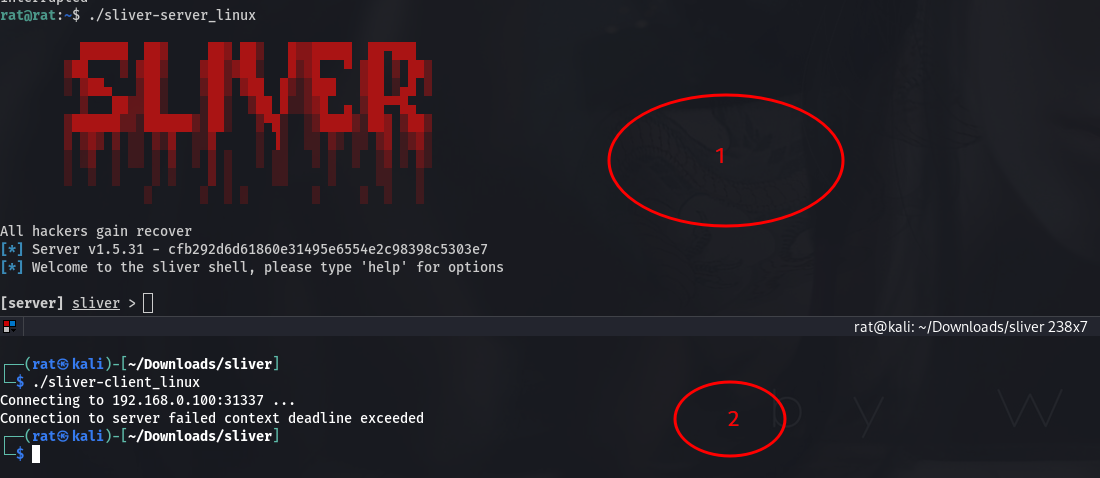 interrupted
rat@rat:~$ ./sliver-server_linux
SLIVER
1
All hackers gain recover
[*] Server v1.5.31 - cfb292d6d61860e31495e6554e2c98398c5303e7
[*] Welcome to the sliver shell, please type 'help' for options
[server] sliver >
rat@kali: ~/Downloads/sliver 238x7
┌──(rat㉿kali)-[~/Downloads/sliver]
└─$ ./sliver-client_linux
Connecting to 192.168.0.100:31337 ...
Connection to server failed context deadline exceeded
┌──(rat㉿kali)-[~/Downloads/sliver]
└─$
2
b y W